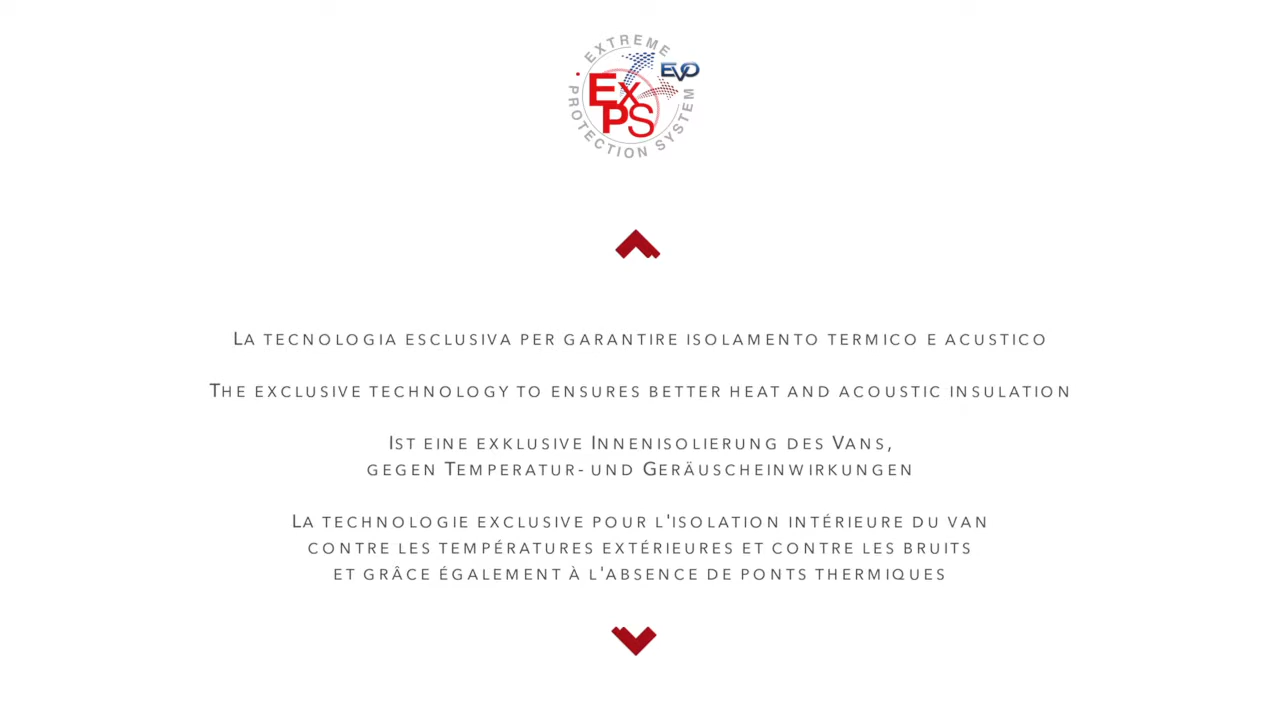 EXTREME
PROTECTION SYSTEM
EVO
Ex
PS
La tecnologia esclusiva per garantire isolamento termico e acustico
The exclusive technology to ensures better heat and acoustic insulation
Ist eine exklusive Innenisolierung des Vans,
gegen Temperatur- und Geräuscheinwirkungen
La technologie exclusive pour l'isolation intérieure du van
contre les températures extérieures et contre les bruits
et grâce également à l'absence de ponts thermiques